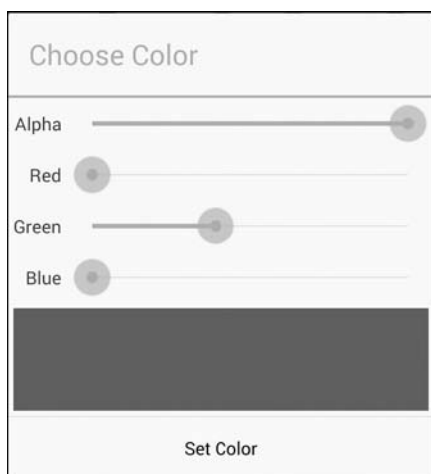 Choose Color
Alpha
Red
Green
Blue
Set Color